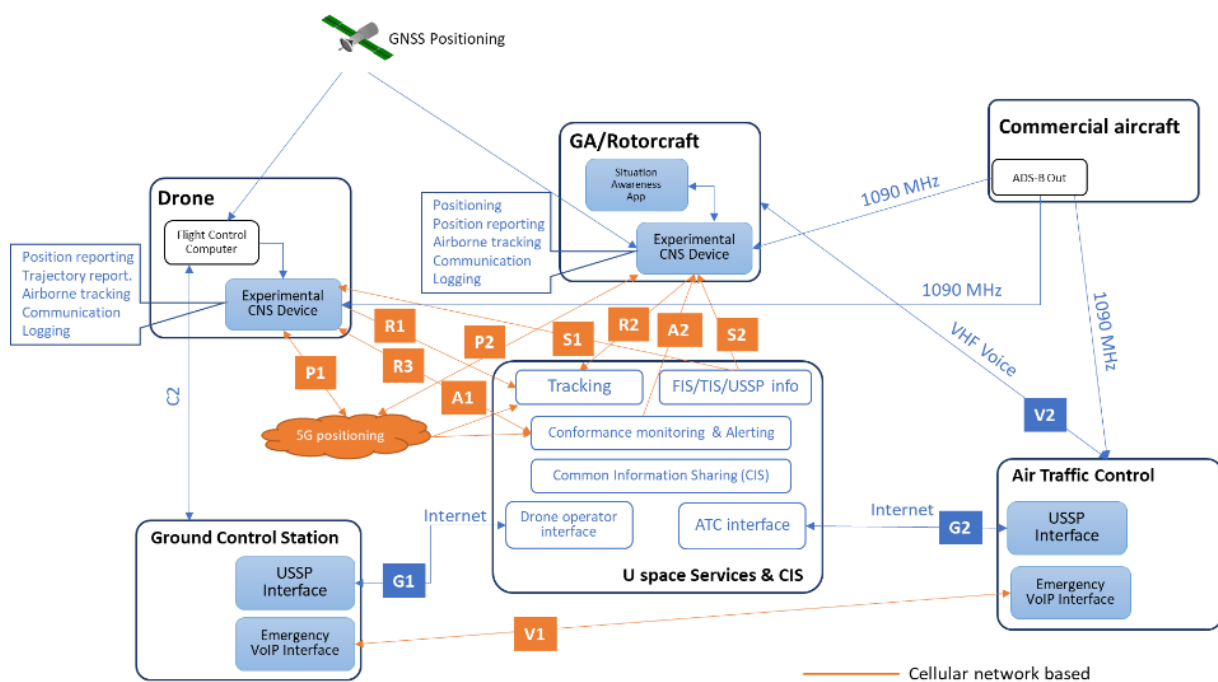 GNSS Positioning
Commercial aircraft
ADS-B Out
GA/Rotorcraft
Situation
Awareness
App
Experimental
CNS Device
Positioning
Position reporting
Airborne tracking
Communication
Logging
Drone
Flight Control
Computer
Experimental
CNS Device
Position reporting
Trajectory report.
Airborne tracking
Communication
Logging
1090 MHz
1090 MHz
1090 MHz
VHF Voice
C2
R1
P2
S1
R2
A2
S2
P1
R3
A1
V2
5G positioning
Tracking
FIS/TIS/USSP info
Conformance monitoring & Alerting
Common Information Sharing (CIS)
Drone operator
interface
ATC interface
U space Services & CIS
Internet
G1
Internet
G2
Ground Control Station
USSP
Interface
Emergency
VoIP Interface
Air Traffic Control
USSP
Interface
Emergency
VoIP Interface
V1
Cellular network based